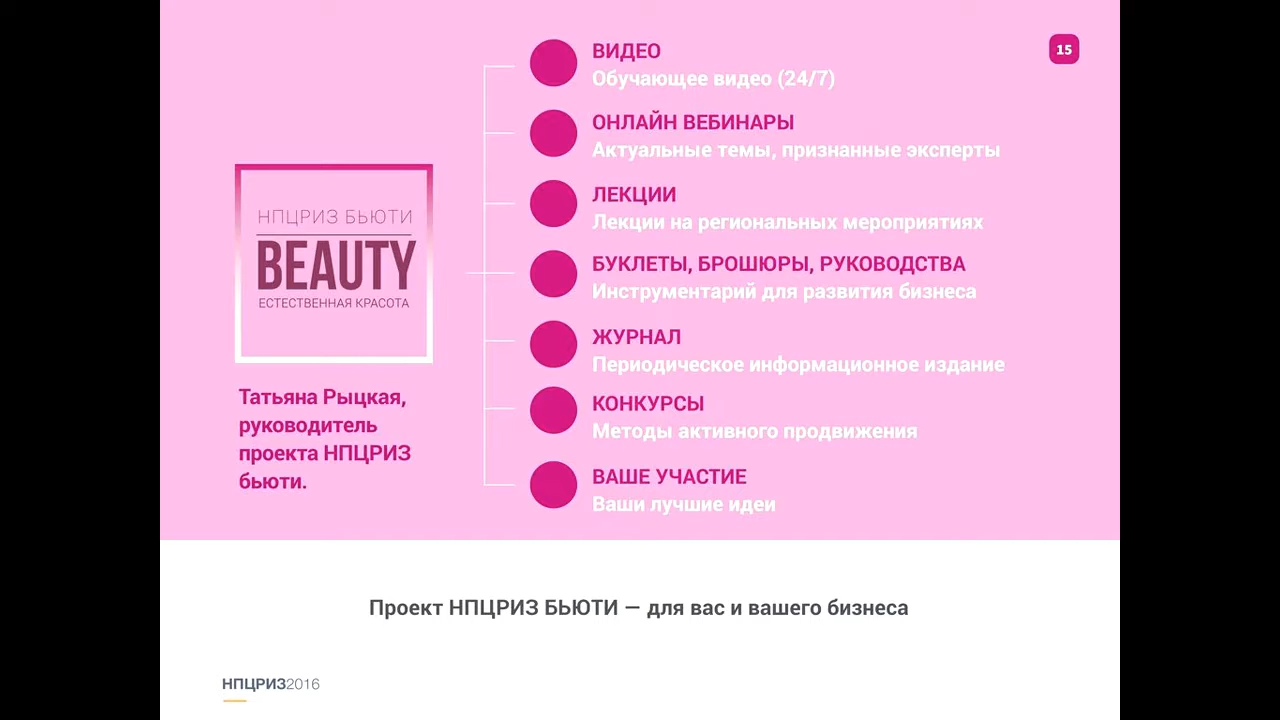 15
НПЦРИЗ БЬЮТИ
BEAUTY
ЕСТЕСТВЕННАЯ КРАСОТА
Татьяна Рыцкая,
руководитель
проекта НПЦРИЗ
бьюти.
ВИДЕО
Обучающее видео (24/7)
ОНЛАЙН ВЕБИНАРЫ
Актуальные темы, признанные эксперты
ЛЕКЦИИ
Лекции на региональных мероприятиях
БУКЛЕТЫ, БРОШЮРЫ, РУКОВОДСТВА
Инструментарий для развития бизнеса
ЖУРНАЛ
Периодическое информационное издание
КОНКУРСЫ
Методы активного продвижения
ВАШЕ УЧАСТИЕ
Ваши лучшие идеи
Проект НПЦРИЗ БЬЮТИ — для вас и вашего бизнеса
НПЦРИЗ2016